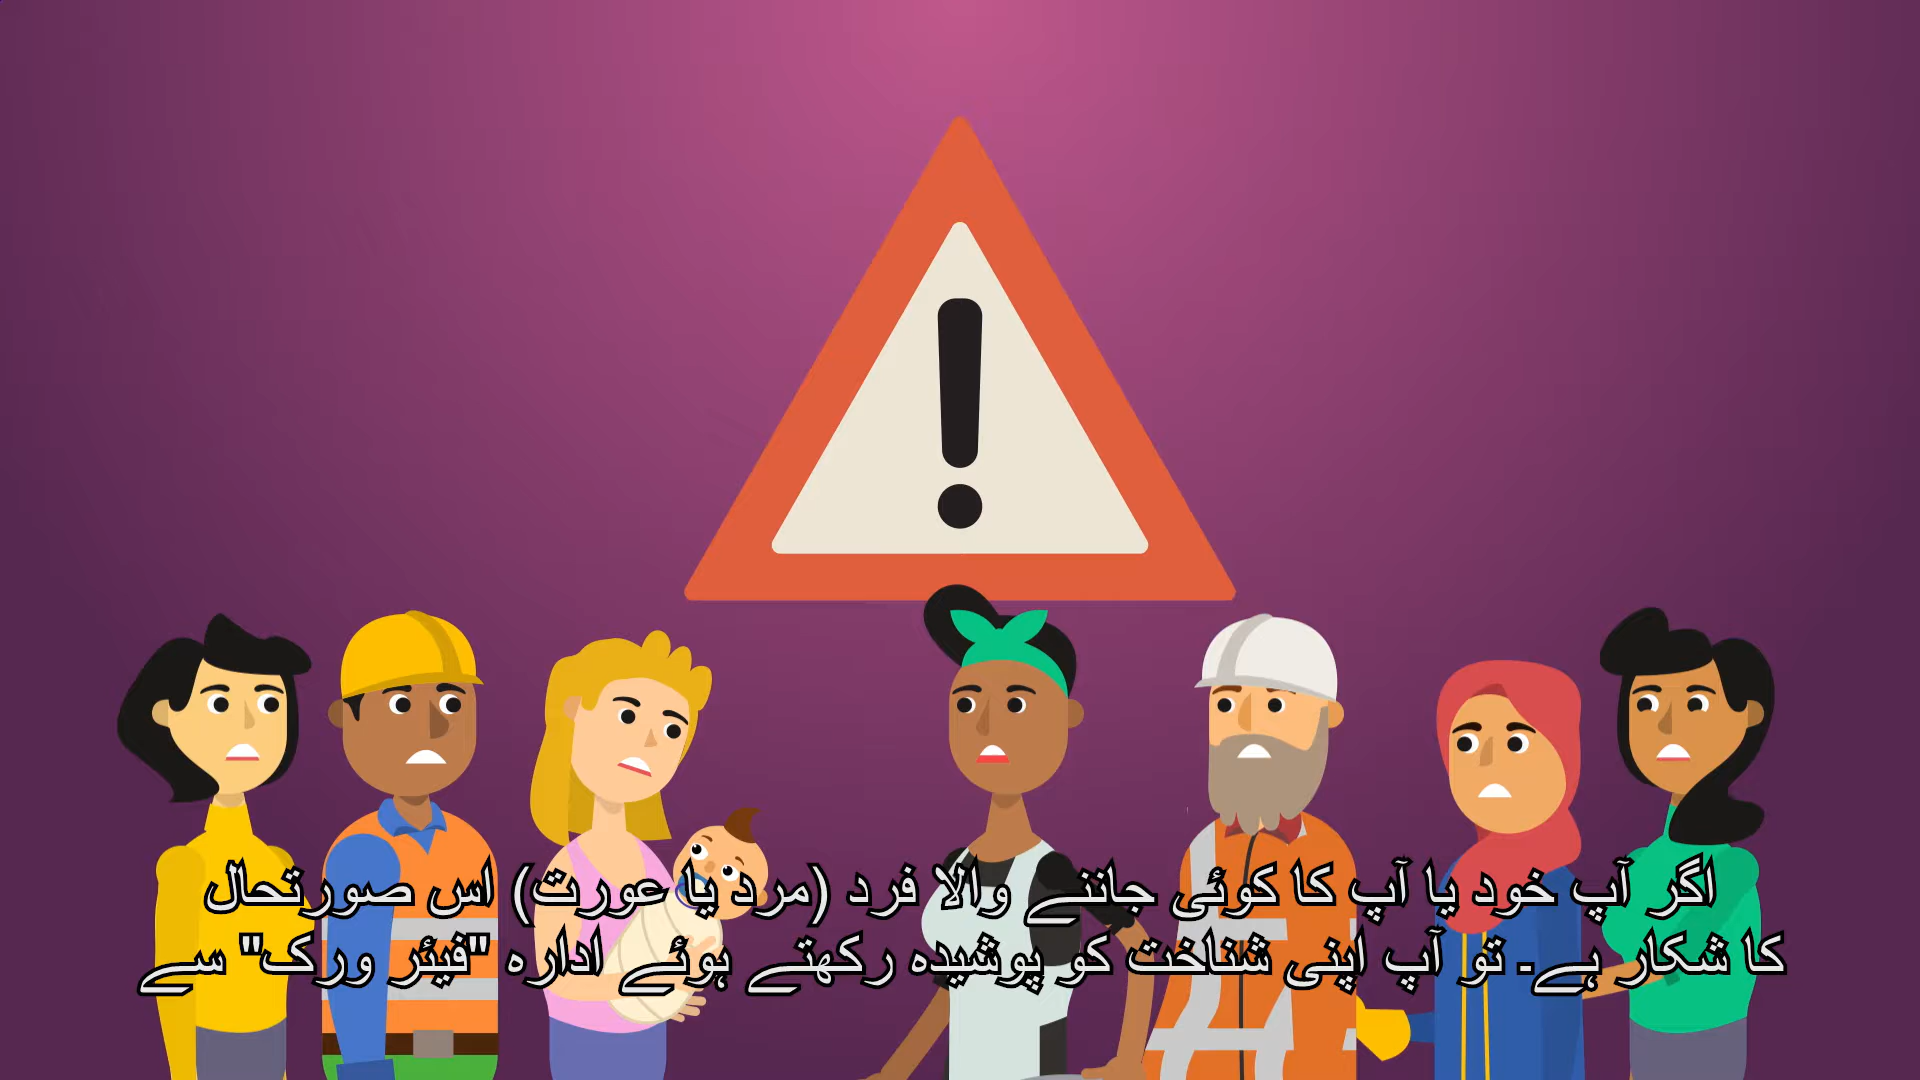 اگر آپ خود یا آپ کا کوئی جاننے والا فرد (مرد یا عورت) اس صورتحال
کا شکار ہے۔ تو آپ اپنی شناخت کو پوشیدہ رکھتے ہوئے ادارہ "فیئر ورک" سے